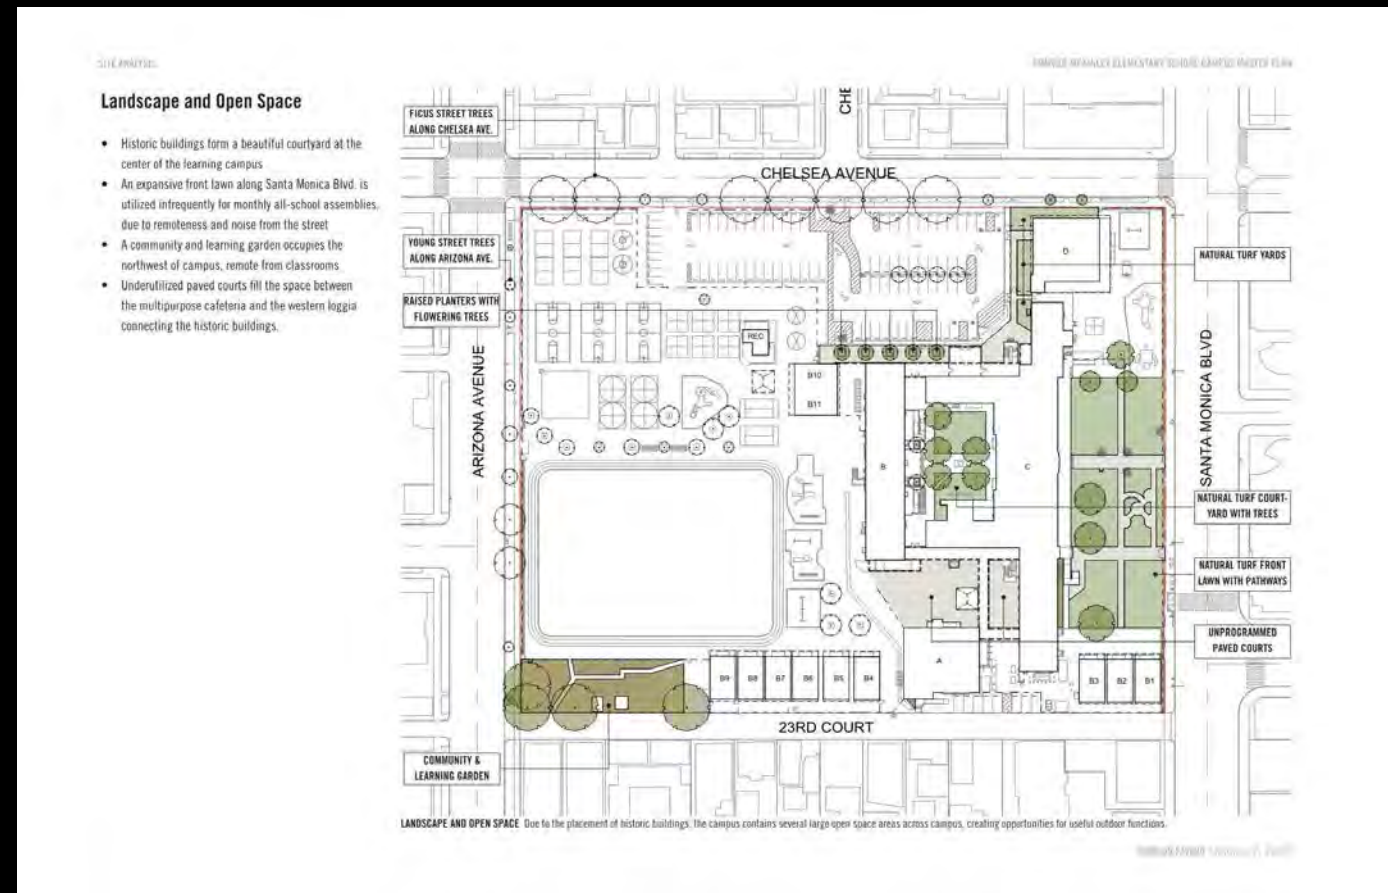 SITE ANALYSIS
Landscape and Open Space
• Historic buildings form a beautiful courtyard at the
center of the learning campus
• An expansive front lawn along Santa Monica Blvd. is
utilized infrequently for monthly all-school assemblies,
due to remoteness and noise from the street
• A community and learning garden occupies the
northwest of campus, remote from classrooms
• Underutilized paved courts fill the space between
the multipurpose cafeteria and the western loggia
connecting the historic buildings.
FICUS STREET TREES
ALONG CHELSEA AVE.
YOUNG STREET TREES
ALONG ARIZONA AVE.
RAISED PLANTERS WITH
FLOWERING TREES
COMMUNITY &
LEARNING GARDEN
CHE
CHELSEA AVENUE
ARIZONA AVENUE
SANTA MONICA BLVD
23RD COURT
REC
B10
B11
B
C
D
A
B9
B8
B7
B6
B5
B4
B3
B2
B1
NATURAL TURF YARDS
NATURAL TURF COURT-
YARD WITH TREES
NATURAL TURF FRONT
LAWN WITH PATHWAYS
UNPROGRAMMED
PAVED COURTS
LANDSCAPE AND OPEN SPACE Due to the placement of historic buildings, the campus contains several large open space areas across campus, creating opportunities for useful outdoor functions.